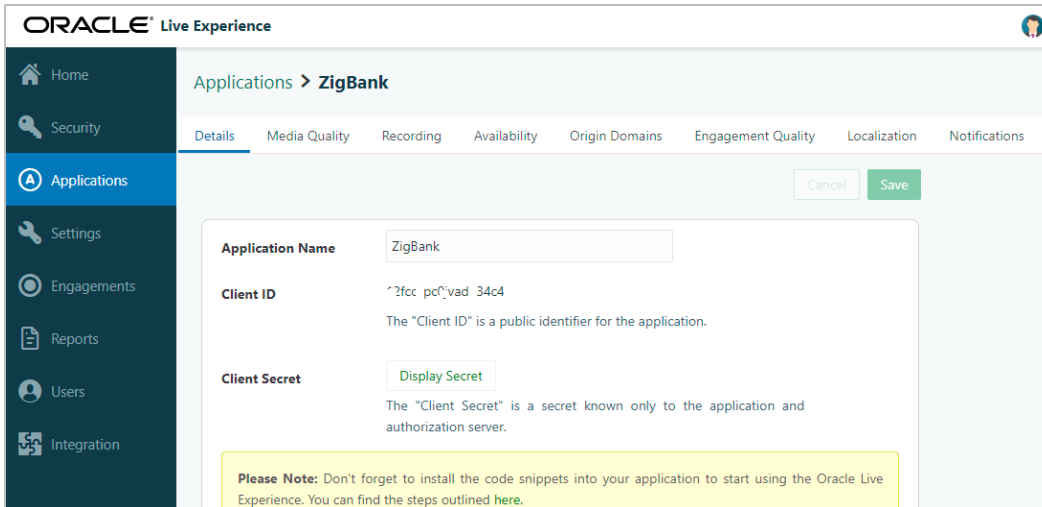 ORACLE® Live Experience
Home
Security
Applications
Settings
Engagements
Reports
Users
Integration
Applications > ZigBank
Details Media Quality Recording Availability Origin Domains Engagement Quality Localization Notifications
Cancel Save
Application Name ZigBank
Client ID 34c4
The "Client ID" is a public identifier for the application.
Client Secret Display Secret
The "Client Secret" is a secret known only to the application and
authorization server.
Please Note: Don't forget to install the code snippets into your application to start using the Oracle Live
Experience. You can find the steps outlined here.